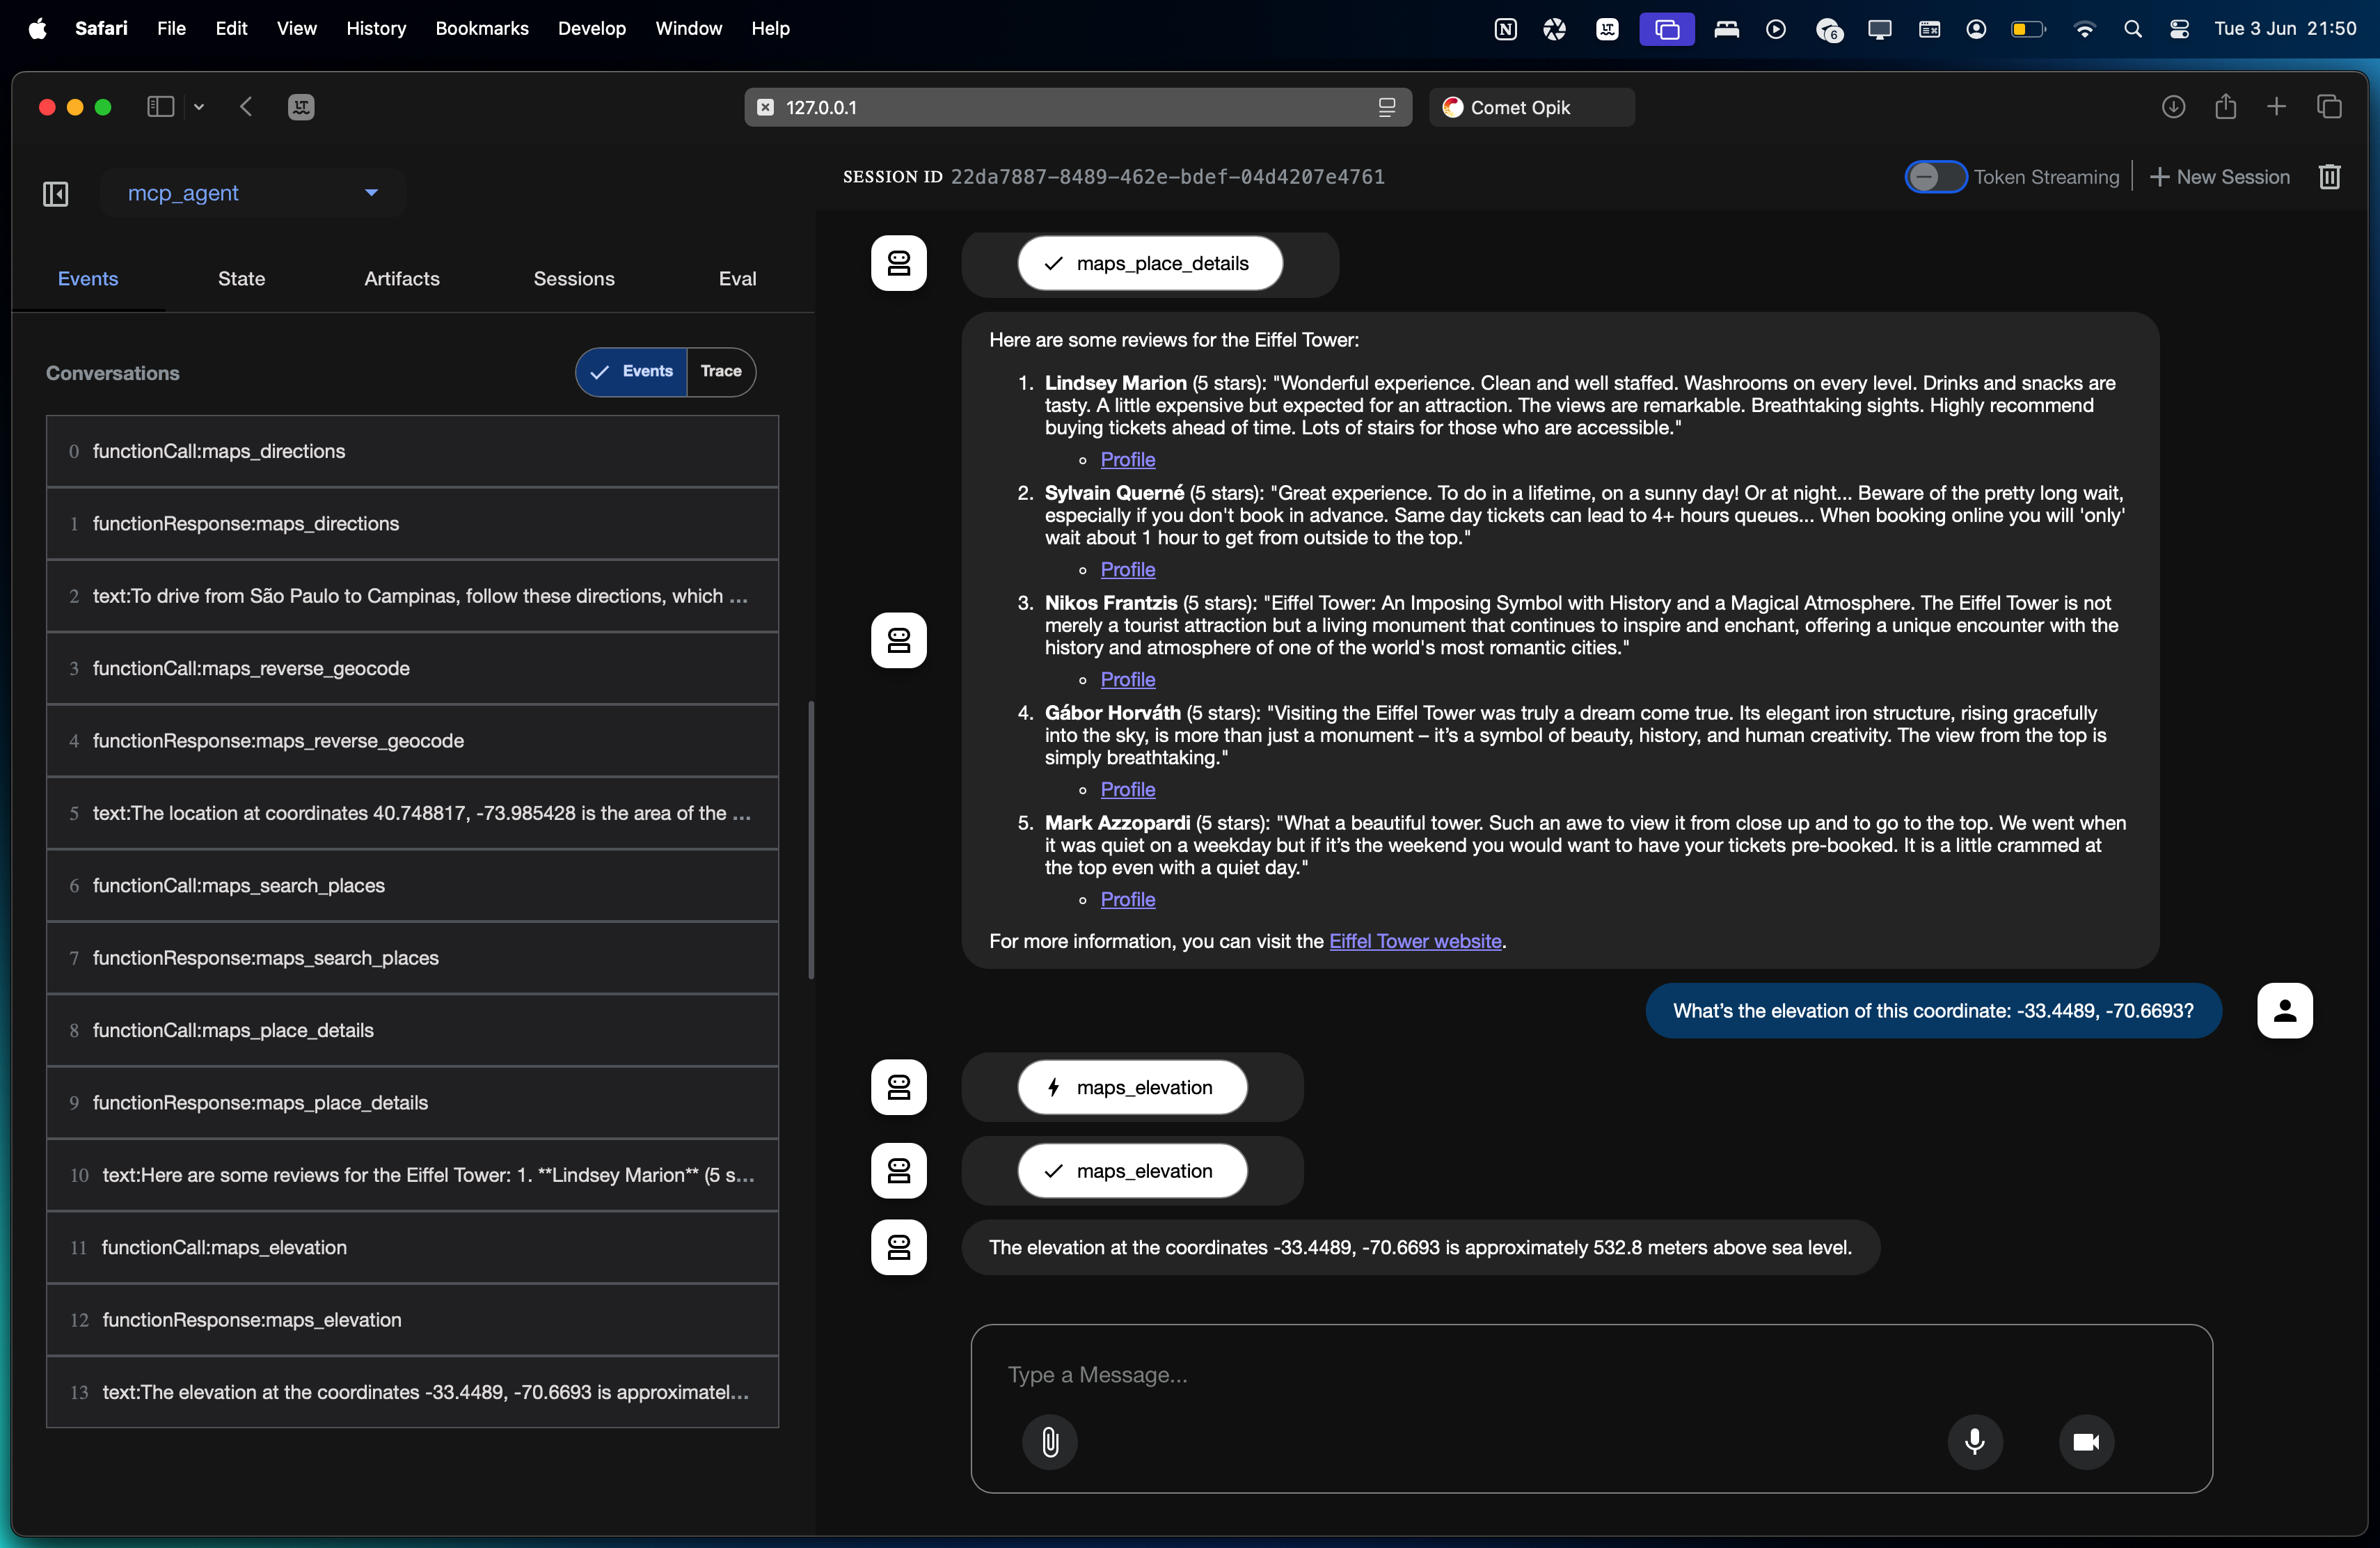 Safari File Edit View History Bookmarks Develop Window Help
6
Tue 3 Jun 21:50
127.0.0.1
Comet Opik
mcp_agent
SESSION ID 22da7887-8489-462e-bdef-04d4207e4761
Token Streaming
New Session
Events State Artifacts Sessions Eval
Conversations
Events Trace
0 functionCall:maps_directions
1 functionResponse:maps_directions
2 text:To drive from São Paulo to Campinas, follow these directions, which ...
3 functionCall:maps_reverse_geocode
4 functionResponse:maps_reverse_geocode
5 text:The location at coordinates 40.748817, -73.985428 is the area of the ...
6 functionCall:maps_search_places
7 functionResponse:maps_search_places
8 functionCall:maps_place_details
9 functionResponse:maps_place_details
10 text:Here are some reviews for the Eiffel Tower: 1. **Lindsey Marion** (5 s...
11 functionCall:maps_elevation
12 functionResponse:maps_elevation
13 text:The elevation at the coordinates -33.4489, -70.6693 is approximatel...
maps_place_details
Here are some reviews for the Eiffel Tower:
1. Lindsey Marion (5 stars): "Wonderful experience. Clean and well staffed. Washrooms on every level. Drinks and snacks are
tasty. A little expensive but expected for an attraction. The views are remarkable. Breathtaking sights. Highly recommend
buying tickets ahead of time. Lots of stairs for those who are accessible."
Profile
2. Sylvain Querné (5 stars): "Great experience. To do in a lifetime, on a sunny day! Or at night... Beware of the pretty long wait,
especially if you don't book in advance. Same day tickets can lead to 4+ hours queues... When booking online you will 'only'
wait about 1 hour to get from outside to the top."
Profile
3. Nikos Frantzis (5 stars): "Eiffel Tower: An Imposing Symbol with History and a Magical Atmosphere. The Eiffel Tower is not
merely a tourist attraction but a living monument that continues to inspire and enchant, offering a unique encounter with the
history and atmosphere of one of the world's most romantic cities."
Profile
4. Gábor Horváth (5 stars): "Visiting the Eiffel Tower was truly a dream come true. Its elegant iron structure, rising gracefully
into the sky, is more than just a monument – it’s a symbol of beauty, history, and human creativity. The view from the top is
simply breathtaking."
Profile
5. Mark Azzopardi (5 stars): "What a beautiful tower. Such an awe to view it from close up and to go to the top. We went when
it was quiet on a weekday but if it’s the weekend you would want to have your tickets pre-booked. It is a little crammed at
the top even with a quiet day."
Profile
For more information, you can visit the Eiffel Tower website.
What’s the elevation of this coordinate: -33.4489, -70.6693?
maps_elevation
maps_elevation
The elevation at the coordinates -33.4489, -70.6693 is approximately 532.8 meters above sea level.
Type a Message...